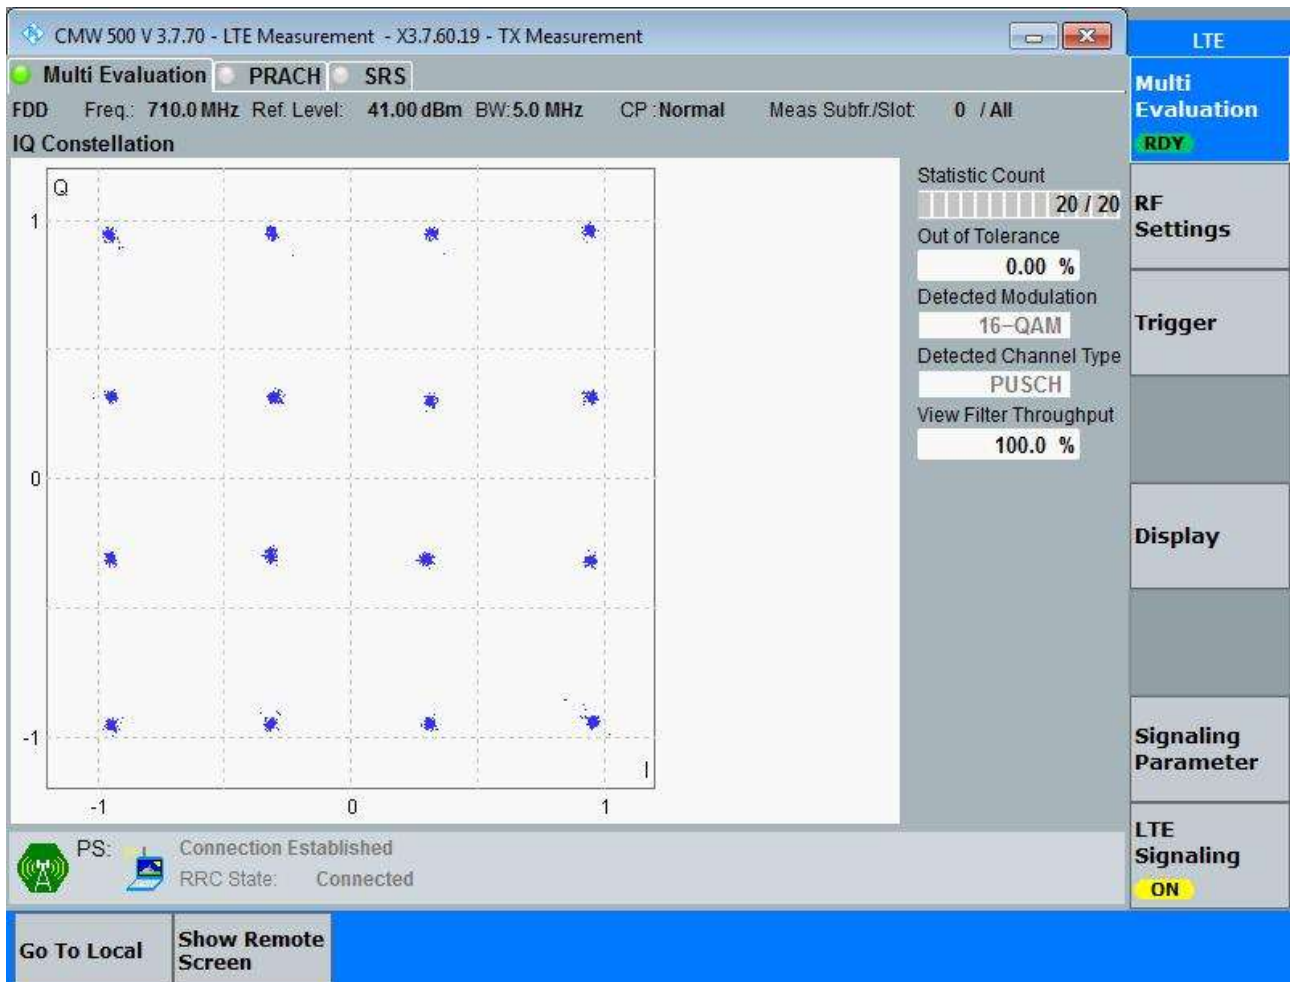 CMW 500 V 3.7.70 - LTE Measurement - X3.7.60.19 - TX Measurement
LTE
Multi Evaluation PRACH SRS
FDD Freq.: 710.0 MHz Ref. Level: 41.00 dBm BW: 5.0 MHz CP : Normal Meas Subfr./Slot: 0 / All
IQ Constellation
Q
1
0
-1
I
-1 0 1
Statistic Count
20 / 20
Out of Tolerance
0.00 %
Detected Modulation
16-QAM
Detected Channel Type
PUSCH
View Filter Throughput
100.0 %
Multi
Evaluation
RDY
RF
Settings
Trigger
Display
Signaling
Parameter
LTE
Signaling
ON
PS: Connection Established
RRC State: Connected
Go To Local
Show Remote
Screen